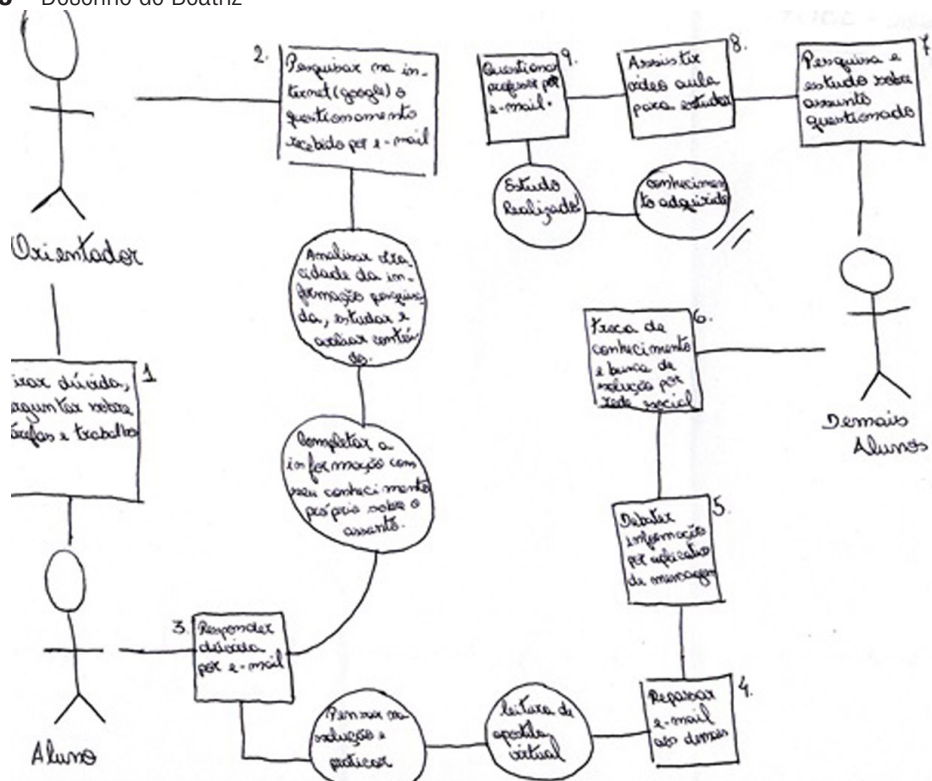 Desenho de Beatriz
2.
Pesquisar na in-
ternet (google) o
questionamento
recebido por e-mail
Questionar
professor por
e-mail.
9.
Assistir
vídeo aula
para estudar
8.
Pesquisa e
estudo sobre
assunto
questionado
7.
Estudo
Realizado
conhecimen
to adquirido
Orientador
Analisar
cidade da in-
formação pesquisa-
da, estudar e
avaliar conteú-
do.
irar dúvidas,
erguntar sobre
arefas e trabalhos
1
6.
Troca de
conhecimento
e busca de
solução por
rede social
Demais
Alunos
Completar a
informação com
seu conhecimento
próprio sobre o
assunto.
Debater
informação
por aplicativo
de mensagem
5.
3.
Responder
dúvida
por e-mail
Aluno
Pensar na
solução e
praticar
leitura de
apostila
virtual
Repassar
e-mail
aos demais
4.